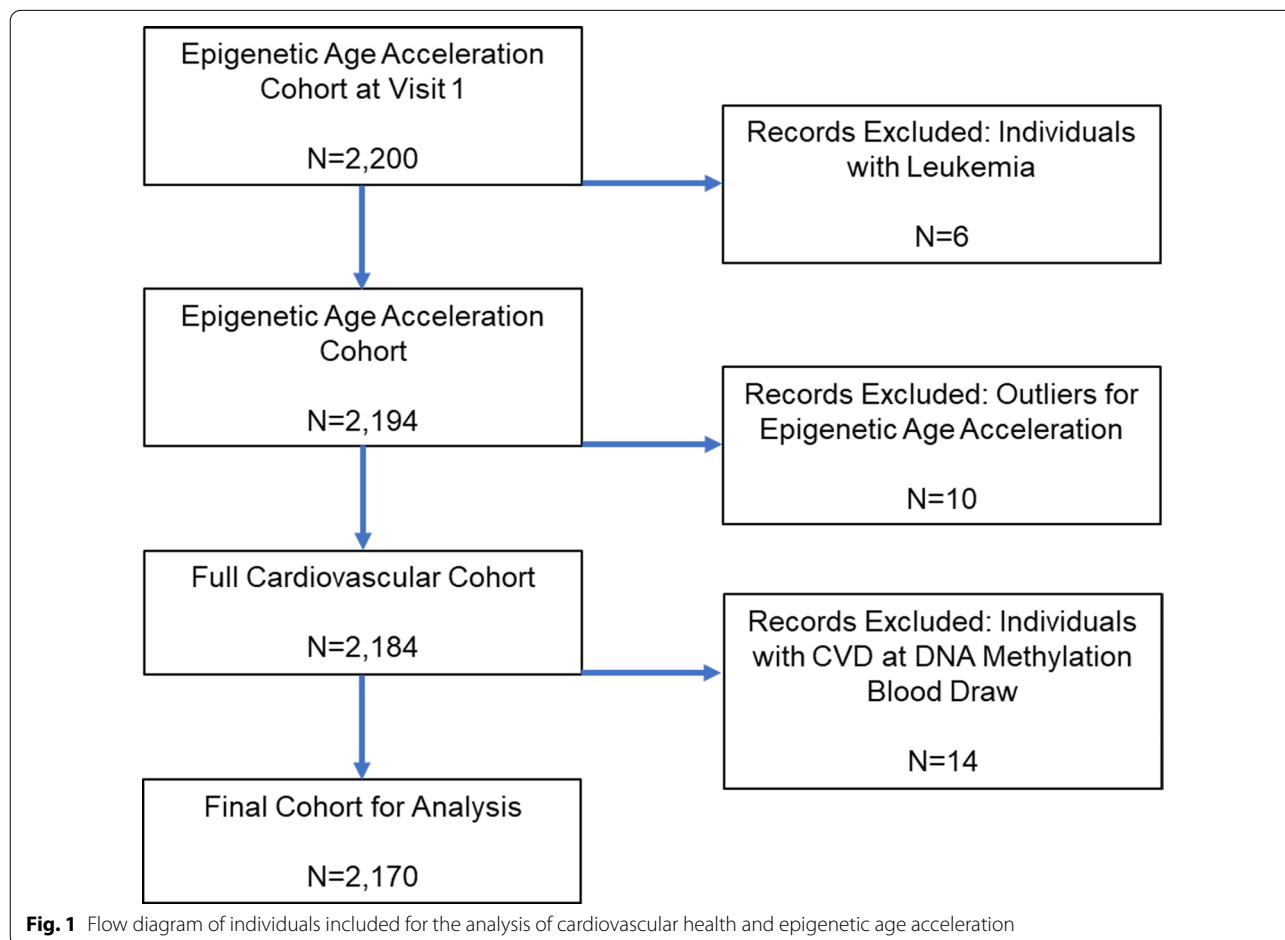 Epigenetic Age Acceleration
Cohort at Visit 1
N=2,200
Records Excluded: Individuals
with Leukemia
N=6
Epigenetic Age Acceleration
Cohort
N=2,194
Records Excluded: Outliers for
Epigenetic Age Acceleration
N=10
Full Cardiovascular Cohort
N=2,184
Records Excluded: Individuals
with CVD at DNA Methylation
Blood Draw
N=14
Final Cohort for Analysis
N=2,170
Fig. 1 Flow diagram of individuals included for the analysis of cardiovascular health and epigenetic age acceleration